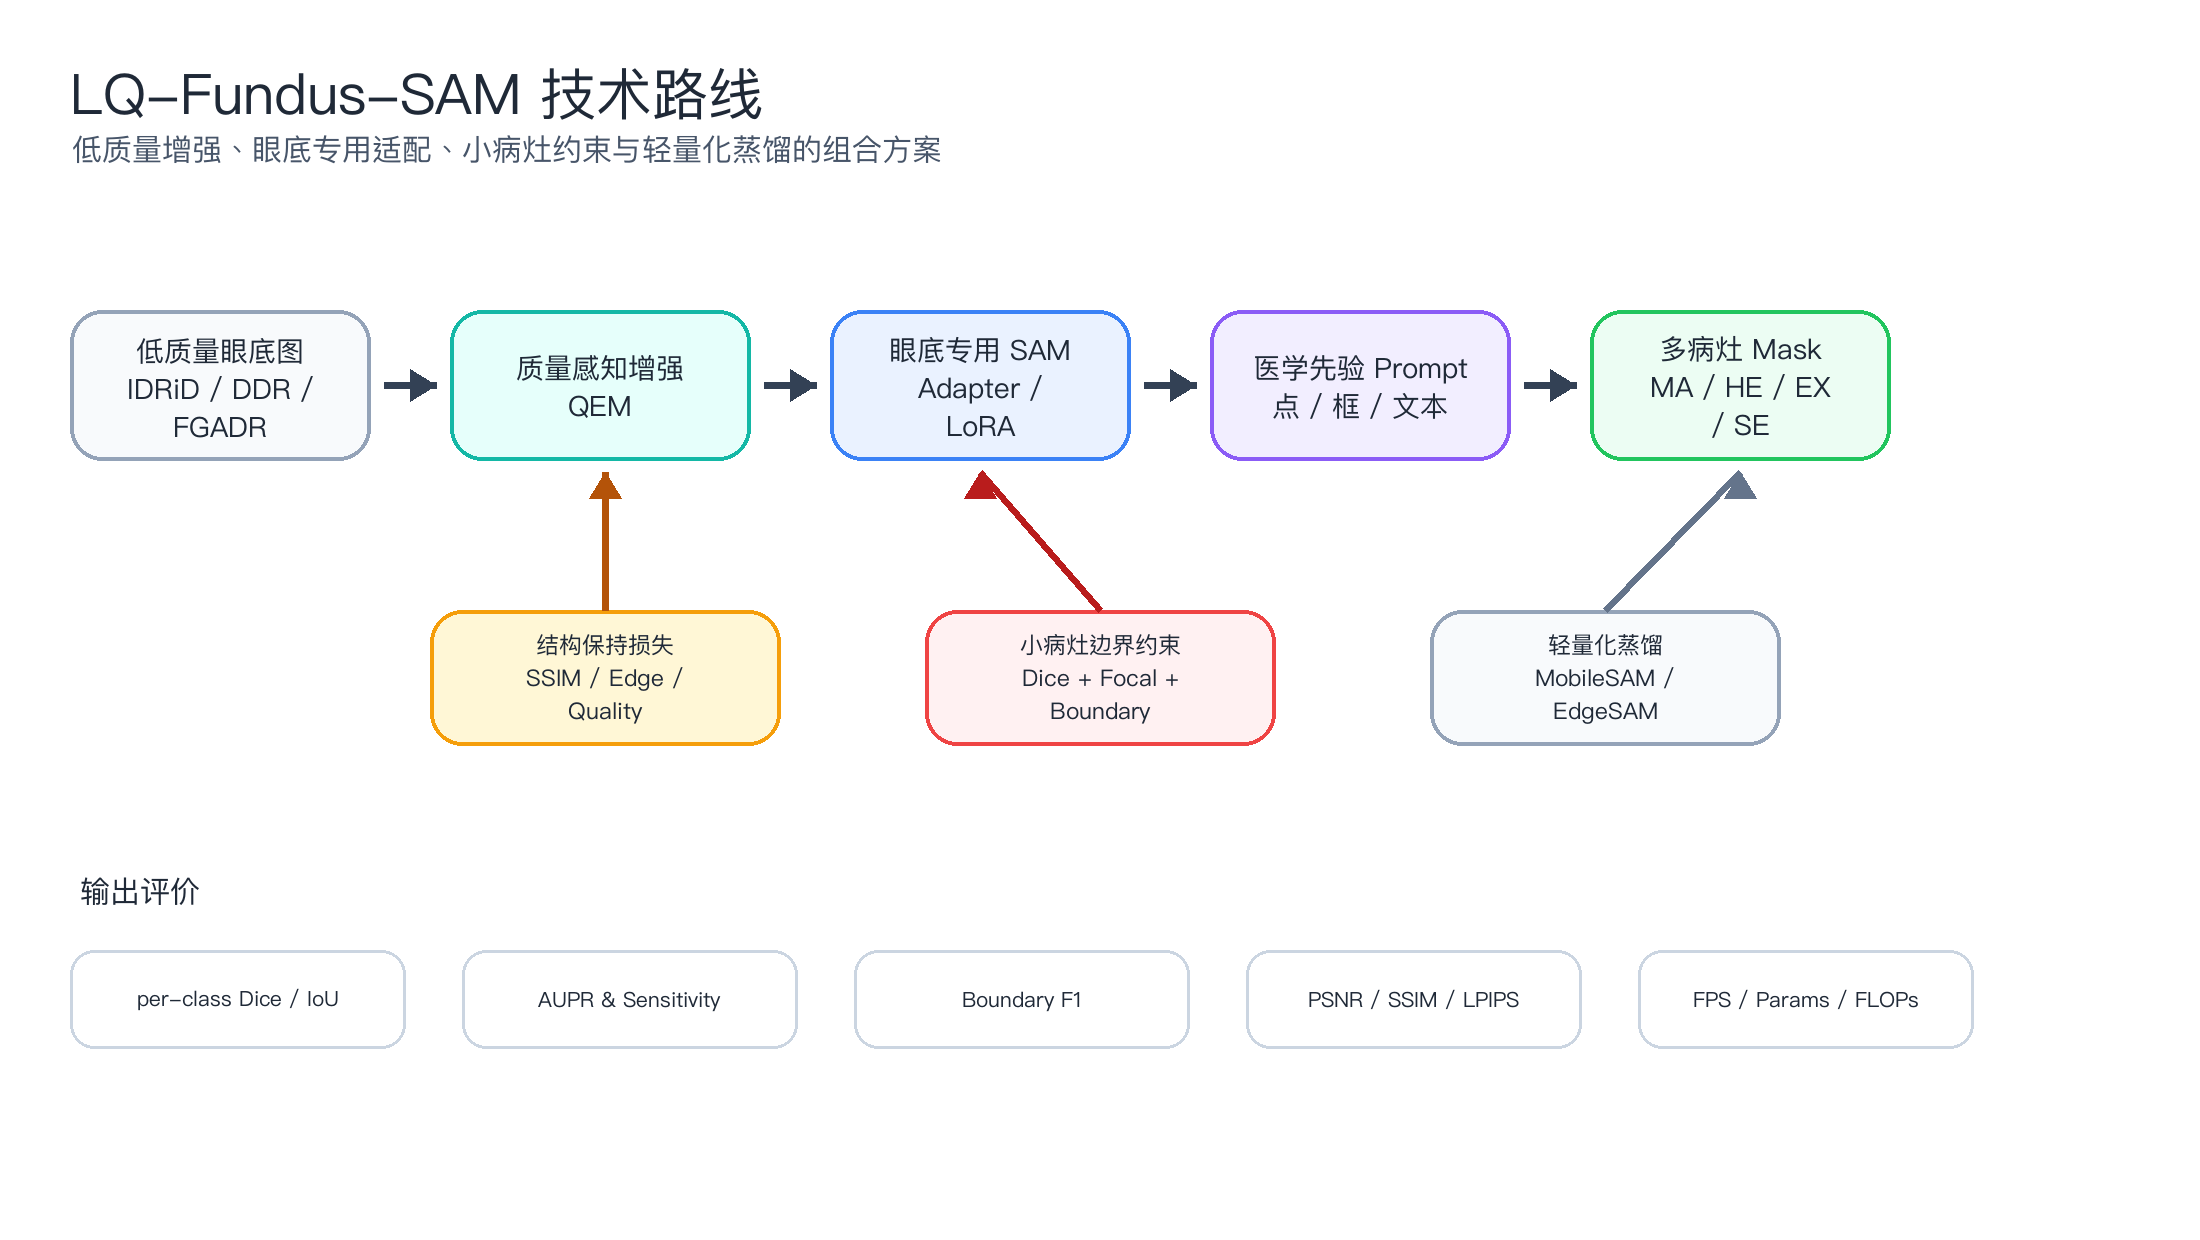 LQ-Fundus-SAM 技术路线
低质量增强、眼底专用适配、小病灶约束与轻量化蒸馏的组合方案
低质量眼底图
IDRiD / DDR /
FGADR
质量感知增强
QEM
眼底专用 SAM
Adapter /
LoRA
医学先验 Prompt
点 / 框 / 文本
多病灶 Mask
MA / HE / EX
/ SE
结构保持损失
SSIM / Edge /
Quality
小病灶边界约束
Dice + Focal +
Boundary
轻量化蒸馏
MobileSAM /
EdgeSAM
输出评价
per-class Dice / IoU
AUPR & Sensitivity
Boundary F1
PSNR / SSIM / LPIPS
FPS / Params / FLOPs